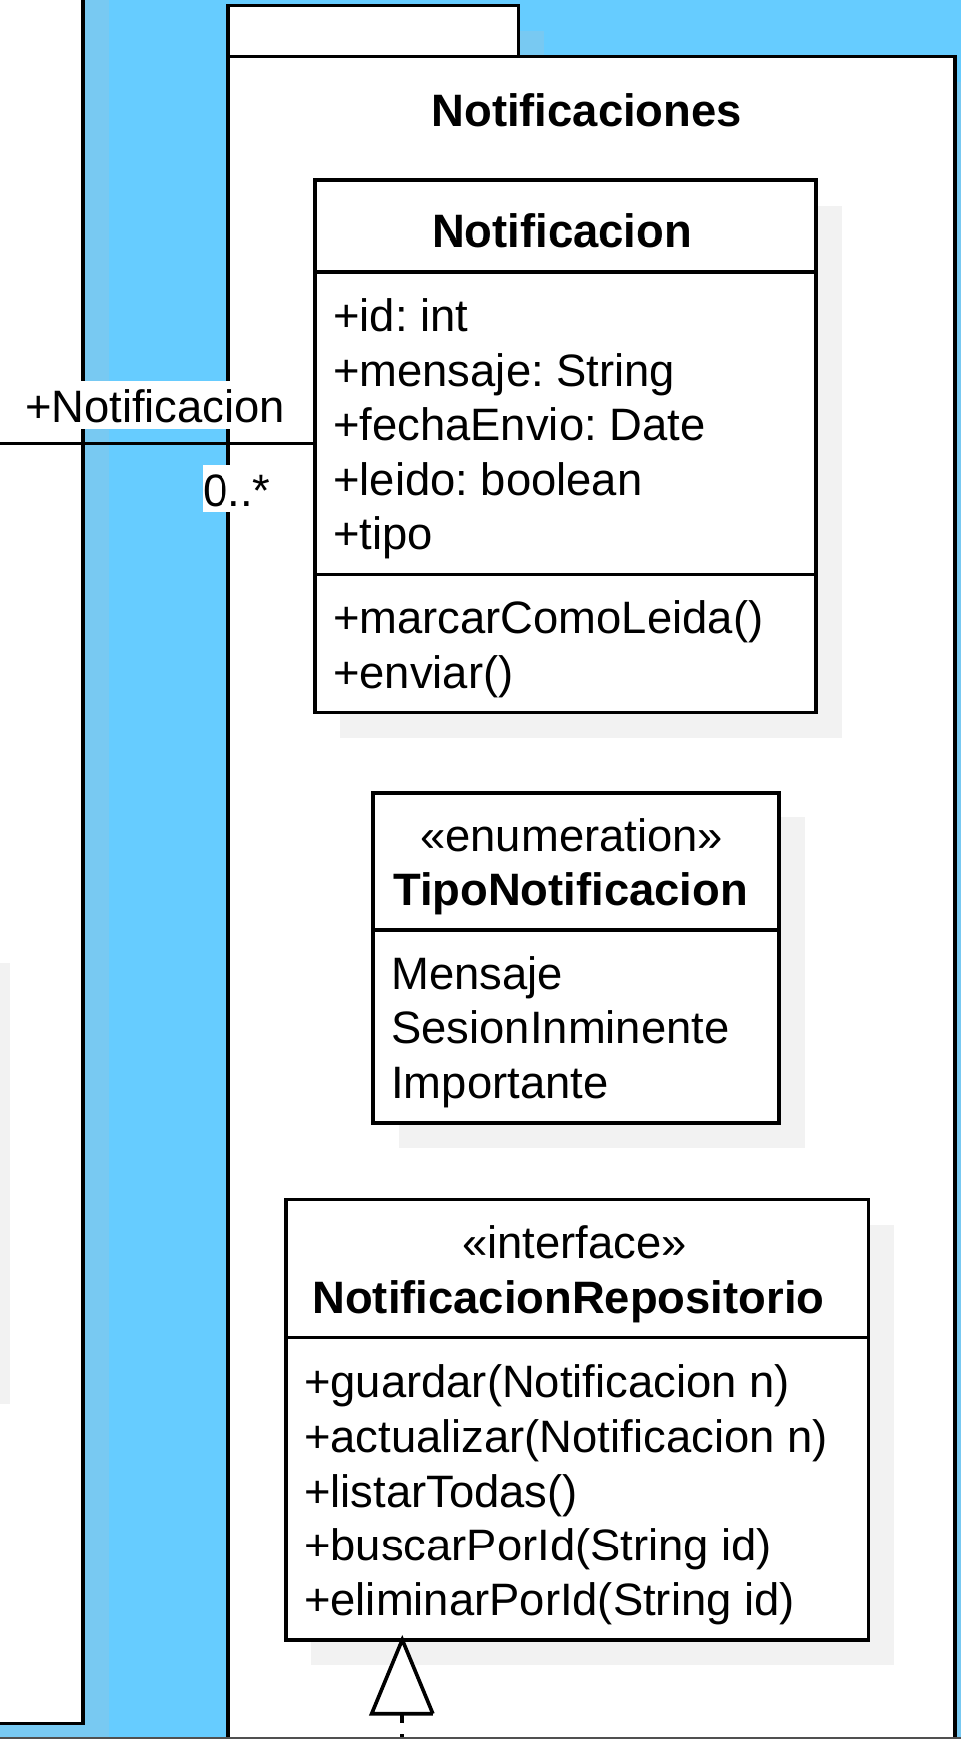 Notificaciones
Notificacion
+id: int
+mensaje: String
+fechaEnvio: Date
+leido: boolean
+tipo
+marcarComoLeida()
+enviar()
+Notificacion
0..*
«enumeration»
TipoNotificacion
Mensaje
SesionInminente
Importante
«interface»
NotificacionRepositorio
+guardar(Notificacion n)
+actualizar(Notificacion n)
+listarTodas()
+buscarPorId(String id)
+eliminarPorId(String id)